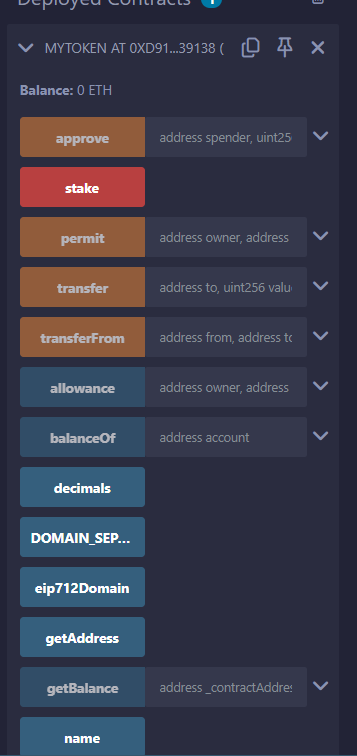 Deployed Contracts 1
MYTOKEN AT 0XD91...39138 (
Balance: 0 ETH
approve address spender, uint25
stake
permit address owner, address
transfer address to, uint256 valu
transferFrom address from, address to
allowance address owner, address
balanceOf address account
decimals
DOMAIN_SEP...
eip712Domain
getAddress
getBalance address _contractAddres
name